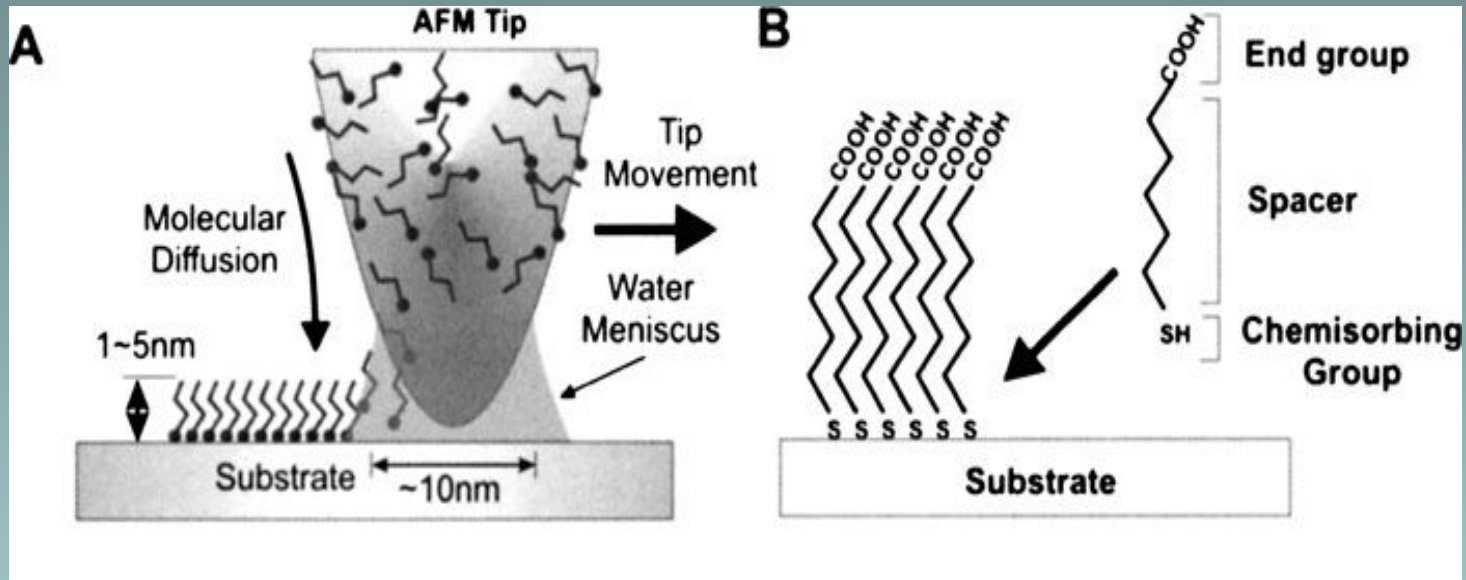 A
AFM Tip
Molecular
Diffusion
Tip
Movement
Water
Meniscus
1~5nm
Substrate
~10nm
B
COOH
End group
Spacer
SH
Chemisorbing
Group
COOH
COOH
COOH
COOH
COOH
COOH
S S S S S S
Substrate